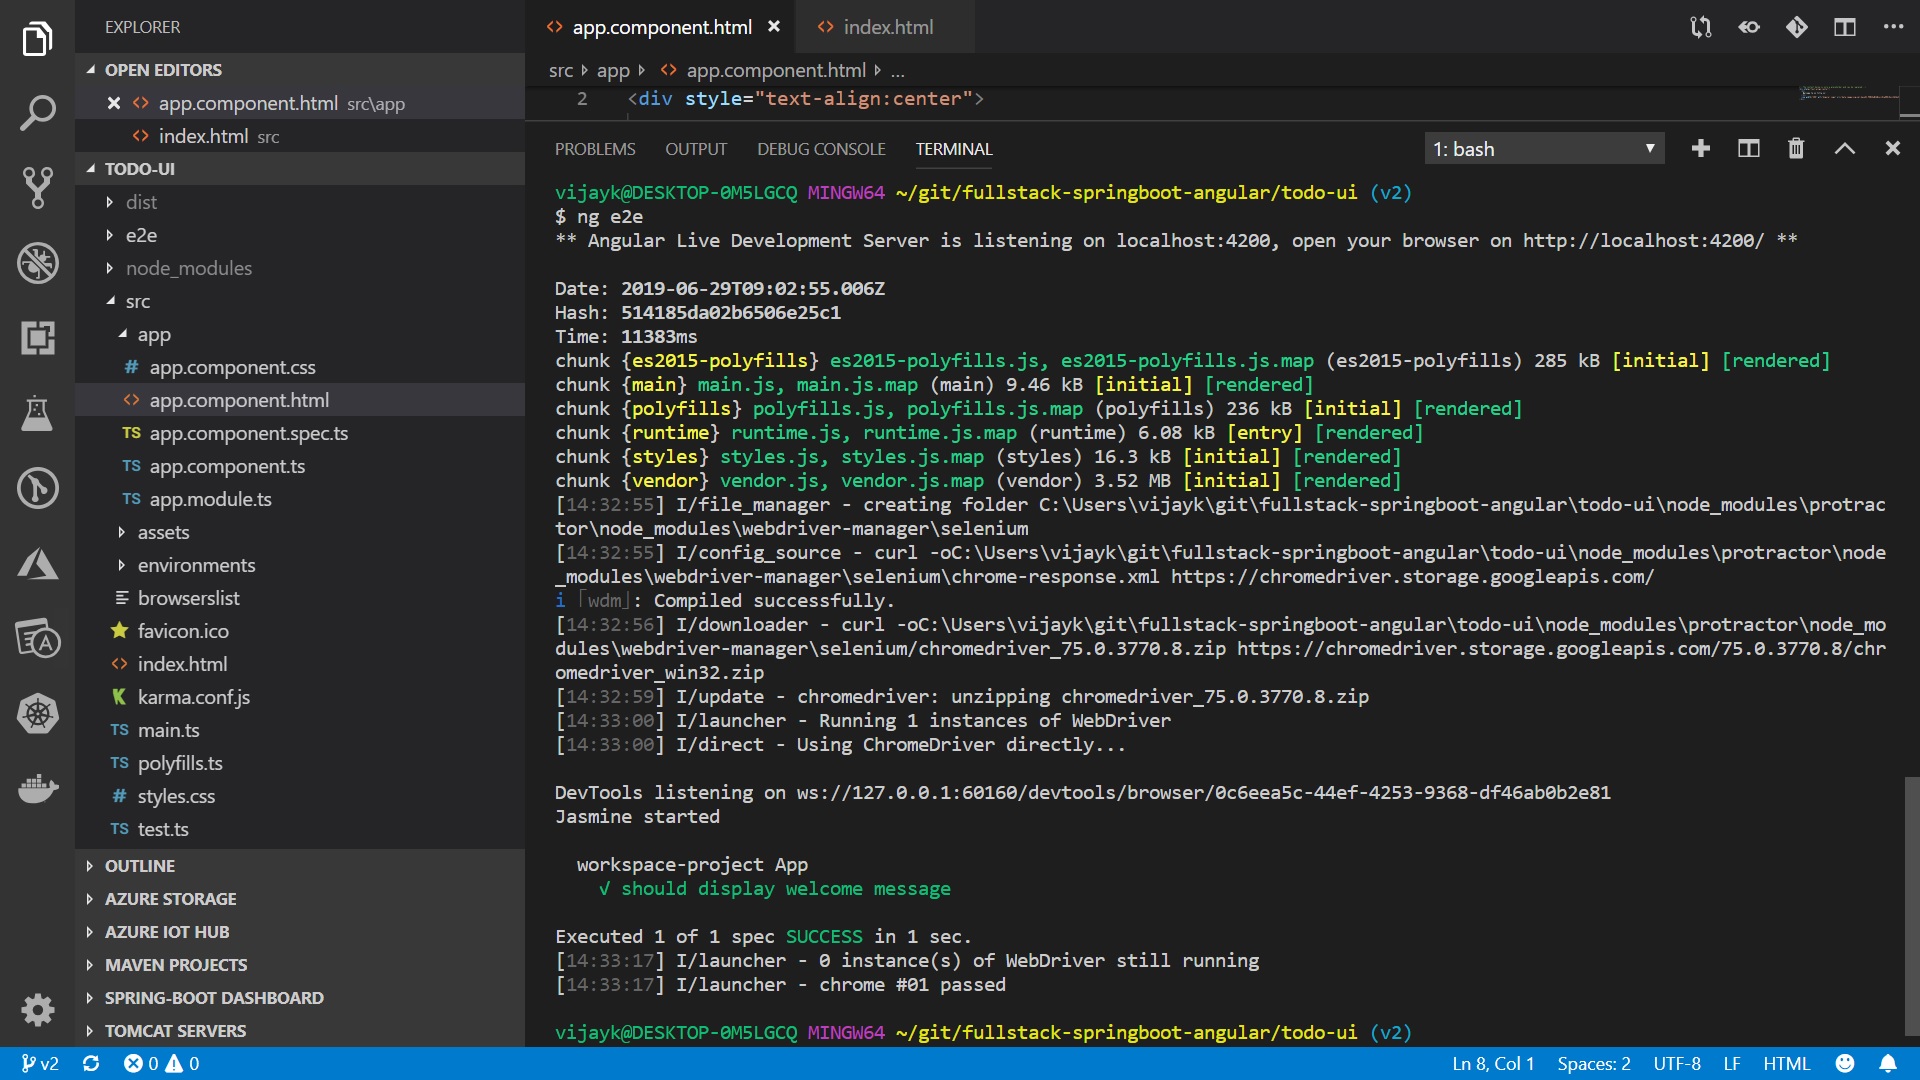 EXPLORER
OPEN EDITORS
app.component.html src\app
index.html src
TODO-UI
dist
e2e
node_modules
src
app
app.component.css
app.component.html
TS app.component.spec.ts
TS app.component.ts
TS app.module.ts
assets
environments
browserslist
favicon.ico
index.html
karma.conf.js
TS main.ts
TS polyfills.ts
# styles.css
TS test.ts
OUTLINE
AZURE STORAGE
AZURE IOT HUB
MAVEN PROJECTS
SPRING-BOOT DASHBOARD
TOMCAT SERVERS
app.component.html
index.html
src app app.component.html ...
2 <div style="text-align:center">
PROBLEMS OUTPUT DEBUG CONSOLE TERMINAL
1: bash
vijayk@DESKTOP-0M5LGCQ MINGW64 ~/git/fullstack-springboot-angular/todo-ui (v2)
$ ng e2e
** Angular Live Development Server is listening on localhost:4200, open your browser on http://localhost:4200/ **
Date: 2019-06-29T09:02:55.006Z
Hash: 514185da02b6506e25c1
Time: 11383ms
chunk {es2015-polyfills} es2015-polyfills.js, es2015-polyfills.js.map (es2015-polyfills) 285 kB [initial] [rendered]
chunk {main} main.js, main.js.map (main) 9.46 kB [initial] [rendered]
chunk {polyfills} polyfills.js, polyfills.js.map (polyfills) 236 kB [initial] [rendered]
chunk {runtime} runtime.js, runtime.js.map (runtime) 6.08 kB [entry] [rendered]
chunk {styles} styles.js, styles.js.map (styles) 16.3 kB [initial] [rendered]
chunk {vendor} vendor.js, vendor.js.map (vendor) 3.52 MB [initial] [rendered]
[14:32:55] I/file_manager - creating folder C:\Users\vijayk\git\fullstack-springboot-angular\todo-ui\node_modules\protrac
tor\node_modules\webdriver-manager\selenium
[14:32:55] I/config_source - curl -oC:\Users\vijayk\git\fullstack-springboot-angular\todo-ui\node_modules\protractor\node
_modules\webdriver-manager\selenium\chrome-response.xml https://chromedriver.storage.googleapis.com/
i ｢wdm｣: Compiled successfully.
[14:32:56] I/downloader - curl -oC:\Users\vijayk\git\fullstack-springboot-angular\todo-ui\node_modules\protractor\node_mo
dules\webdriver-manager\selenium/chromedriver_75.0.3770.8.zip https://chromedriver.storage.googleapis.com/75.0.3770.8/chr
omedriver_win32.zip
[14:32:59] I/update - chromedriver: unzipping chromedriver_75.0.3770.8.zip
[14:33:00] I/launcher - Running 1 instances of WebDriver
[14:33:00] I/direct - Using ChromeDriver directly...
DevTools listening on ws://127.0.0.1:60160/devtools/browser/0c6eea5c-44ef-4253-9368-df46ab0b2e81
Jasmine started
workspace-project App
√ should display welcome message
Executed 1 of 1 spec SUCCESS in 1 sec.
[14:33:17] I/launcher - 0 instance(s) of WebDriver still running
[14:33:17] I/launcher - chrome #01 passed
vijayk@DESKTOP-0M5LGCQ MINGW64 ~/git/fullstack-springboot-angular/todo-ui (v2)
v2 0 0 Ln 8, Col 1 Spaces: 2 UTF-8 LF HTML